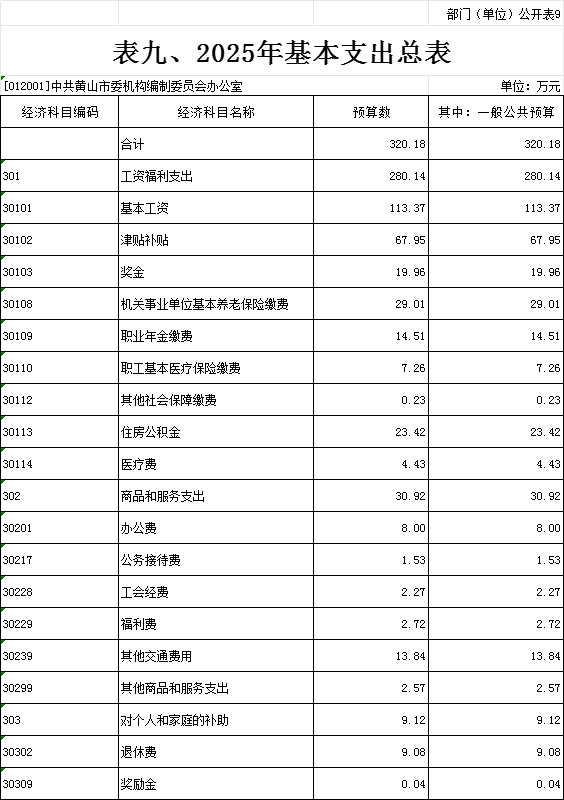 部门（单位）公开表9
表九、2025年基本支出总表
[012001]中共黄山市委机构编制委员会办公室 单位：万元
经济科目编码 经济科目名称 预算数 其中：一般公共预算
合计 320.18 320.18
301 工资福利支出 280.14 280.14
30101 基本工资 113.37 113.37
30102 津贴补贴 67.95 67.95
30103 奖金 19.96 19.96
30108 机关事业单位基本养老保险缴费 29.01 29.01
30109 职业年金缴费 14.51 14.51
30110 职工基本医疗保险缴费 7.26 7.26
30112 其他社会保障缴费 0.23 0.23
30113 住房公积金 23.42 23.42
30114 医疗费 4.43 4.43
302 商品和服务支出 30.92 30.92
30201 办公费 8.00 8.00
30217 公务接待费 1.53 1.53
30228 工会经费 2.27 2.27
30229 福利费 2.72 2.72
30239 其他交通费用 13.84 13.84
30299 其他商品和服务支出 2.57 2.57
303 对个人和家庭的补助 9.12 9.12
30302 退休费 9.08 9.08
30309 奖励金 0.04 0.04